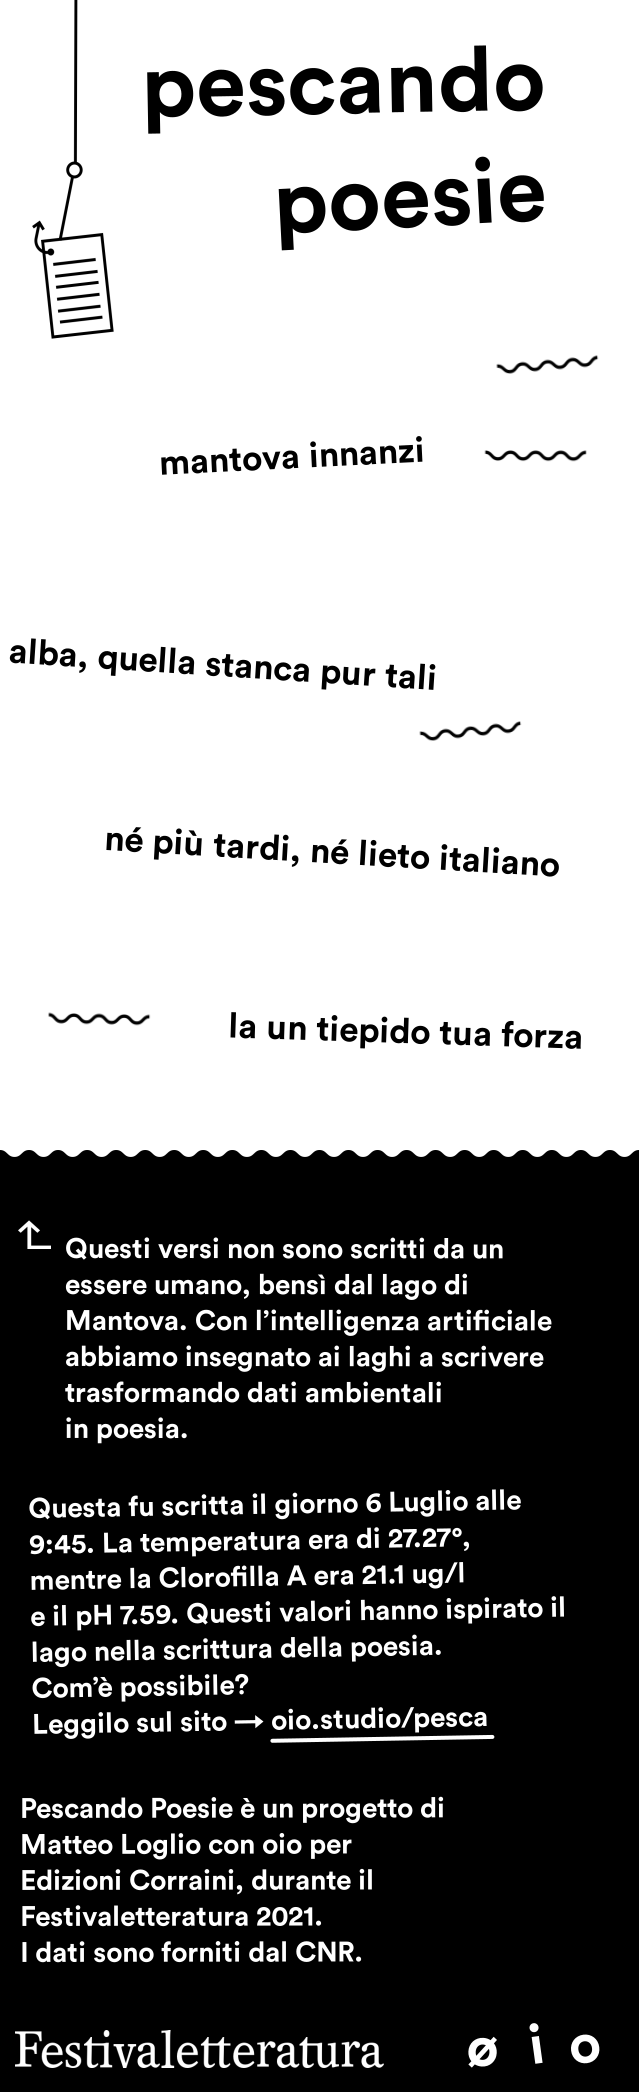 pescando
poesie
mantova innanzi
alba, quella stanca pur tali
né più tardi, né lieto italiano
la un tiepido tua forza
Questi versi non sono scritti da un
essere umano, bensì dal lago di
Mantova. Con l’intelligenza artificiale
abbiamo insegnato ai laghi a scrivere
trasformando dati ambientali
in poesia.
Questa fu scritta il giorno 6 Luglio alle
9:45. La temperatura era di 27.27°,
mentre la Clorofilla A era 21.1 ug/l
e il pH 7.59. Questi valori hanno ispirato il
lago nella scrittura della poesia.
Com’è possibile?
Leggilo sul sito → oio.studio/pesca
Pescando Poesie è un progetto di
Matteo Loglio con oio per
Edizioni Corraini, durante il
Festivaletteratura 2021.
I dati sono forniti dal CNR.
Festivaletteratura øio